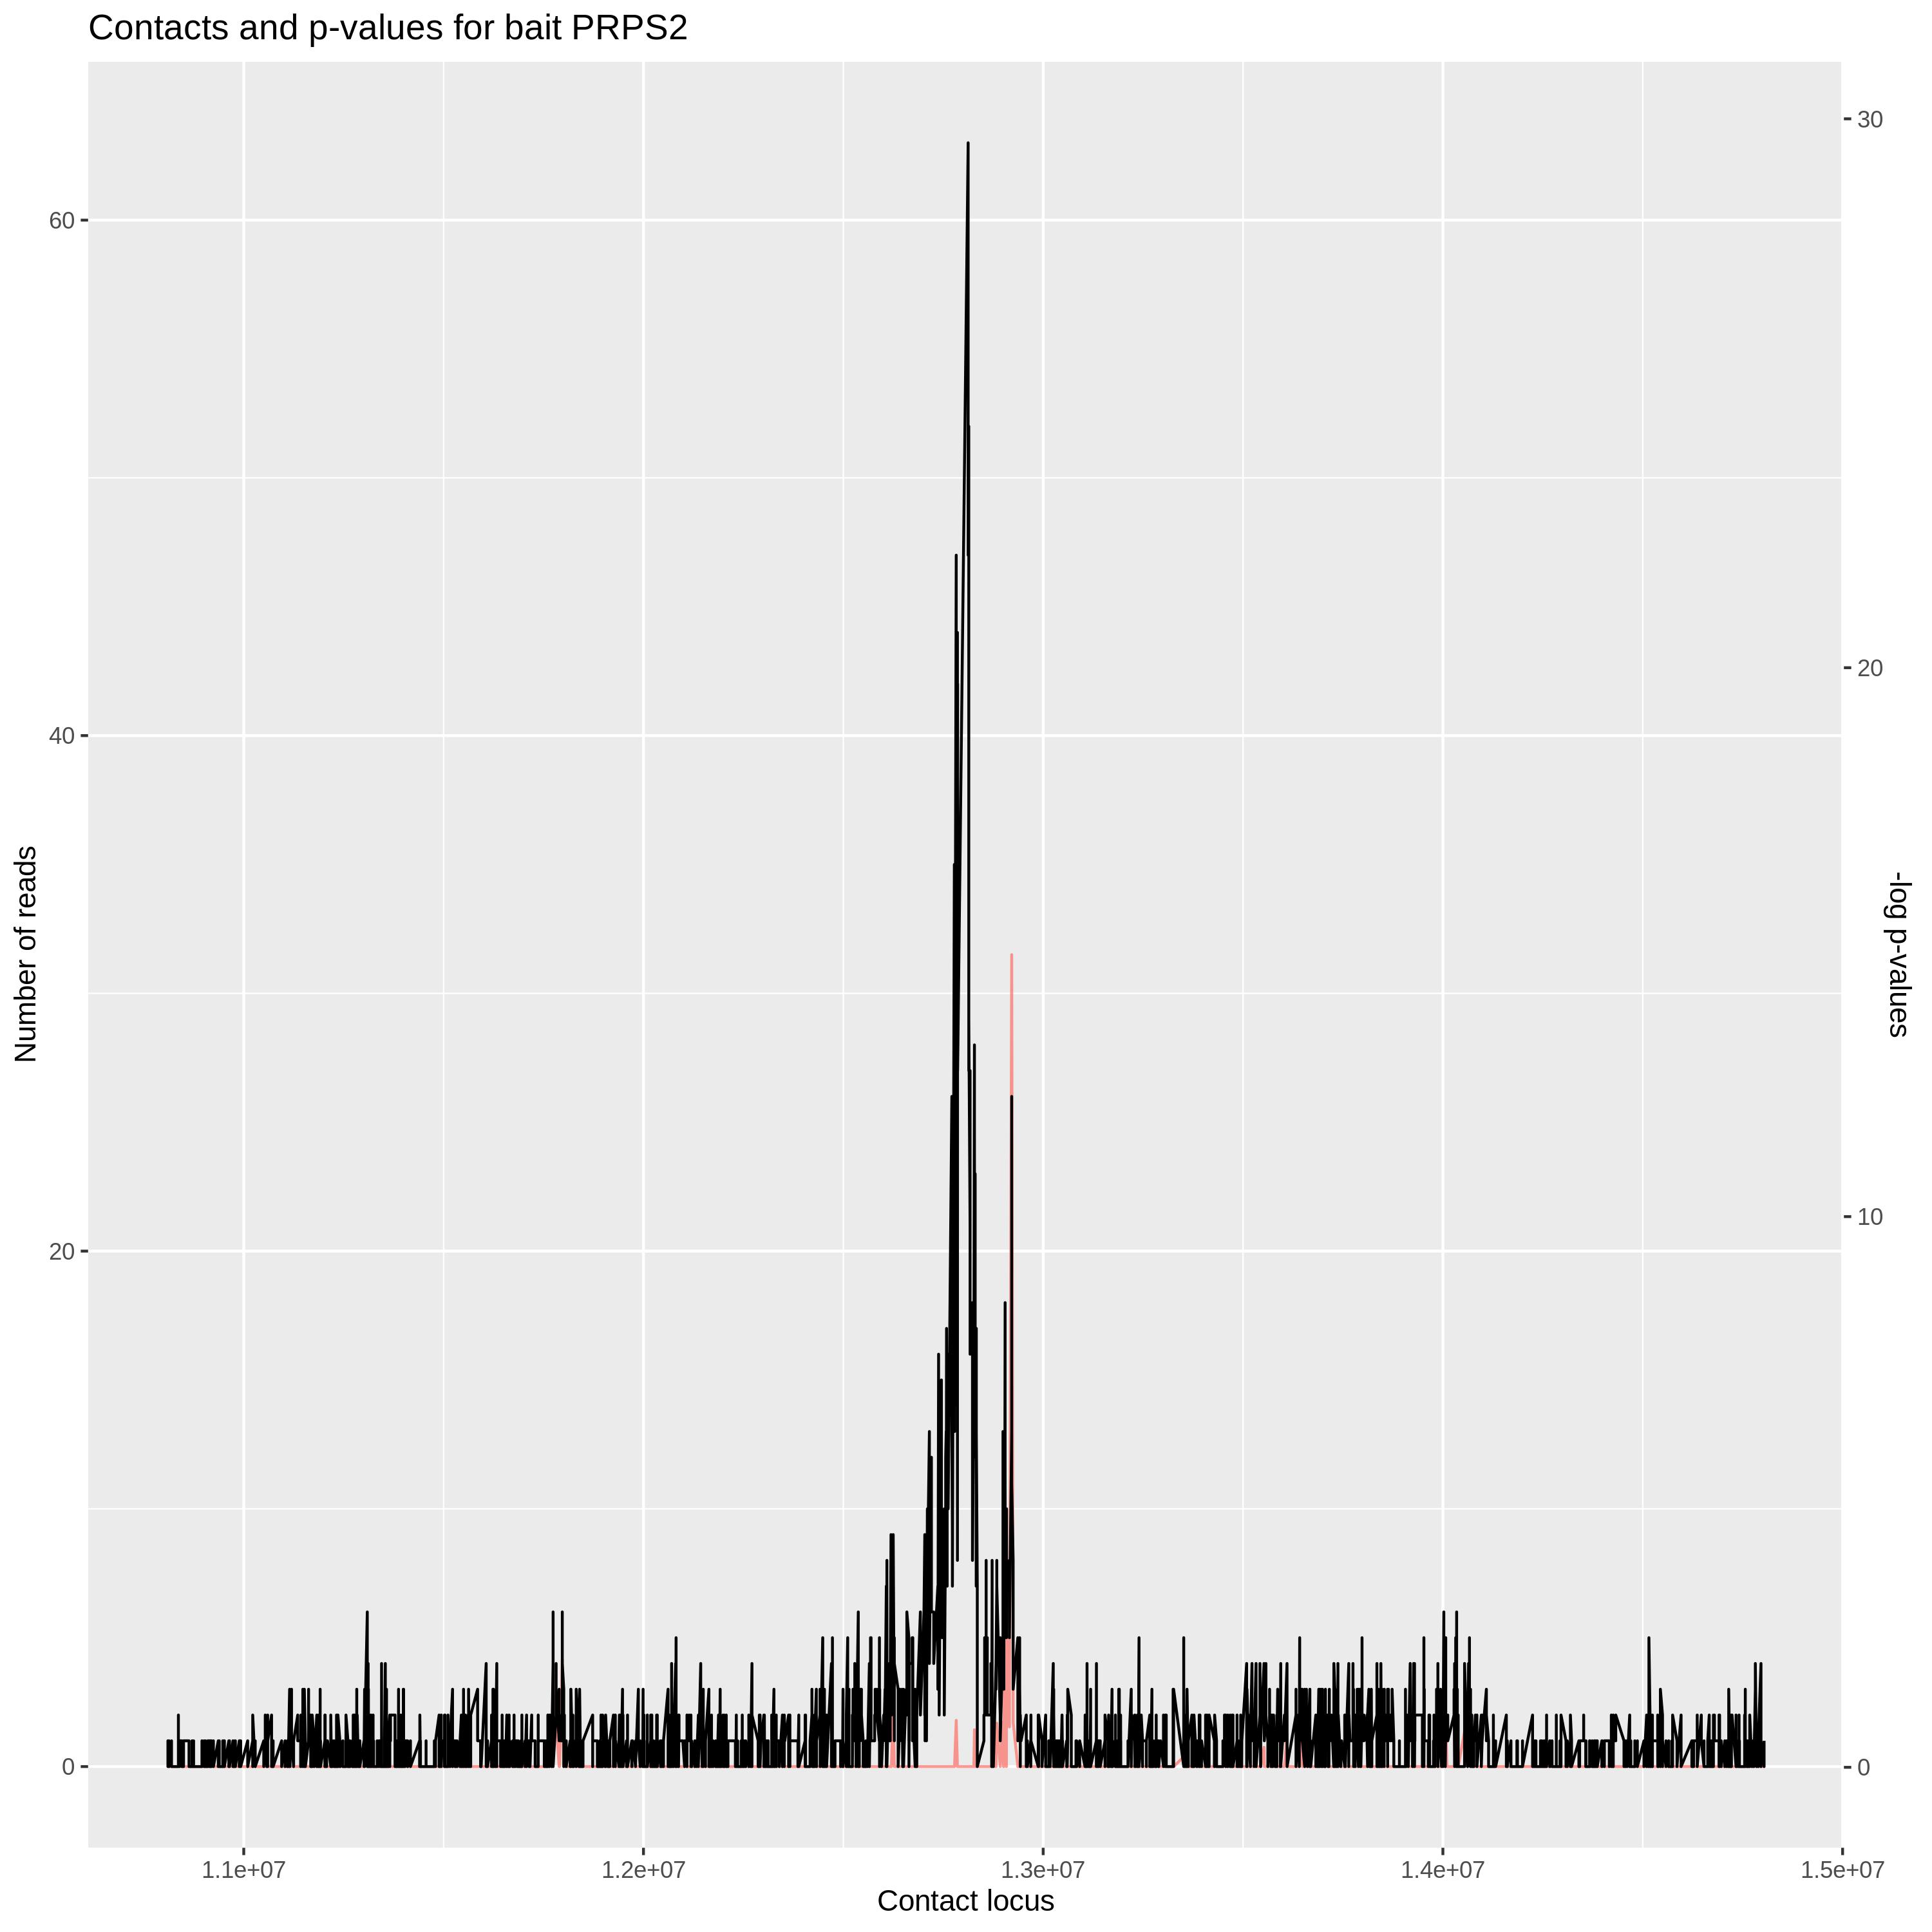 Contacts and p-values for bait PRPS2
30
60
20
40
Number of reads
-log p-values
10
20
0
0
1.1e+07
1.2e+07
1.3e+07
1.4e+07
1.5e+07
Contact locus